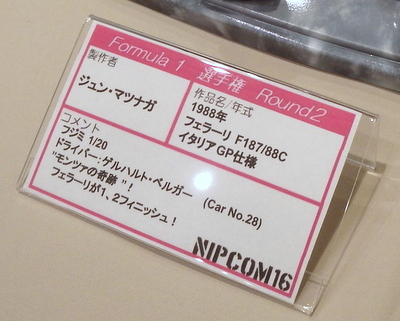 Formula 1 選手権 Round2
製作者
ジュン・マツナガ
作品名/年式
1988年
フェラーリ F187/88C
イタリアGP仕様
コメント
フジミ 1/20
ドライバー:ゲルハルト・ベルガー (Car No.28)
"モンツァの奇跡"!
フェラーリが1、2フィニッシュ!
NIPCOM16